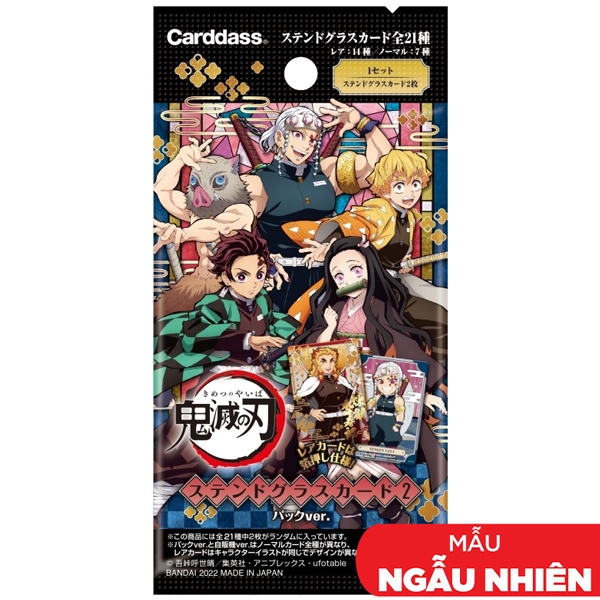 Carddass®
ステンドグラスカード全21種
レア：14種／ノーマル：7種
1セット
ステンドグラスカード2枚
きめつのやいば
鬼滅の刃
レアカードは
箔押し仕様！
TENGEN UZUI
ステンドグラスカード2
パックver.
※この商品には全21種中2枚がランダムに入っています。
※パックver.と自販機ver.はノーマルカード全種が異なり、
レアカードはキャラクターイラストが同じでデザインが異な
© 吾峠呼世晴／集英社・アニプレックス・ufotable
BANDAI 2022 MADE IN JAPAN
MẪU
NGẪU NHIÊN